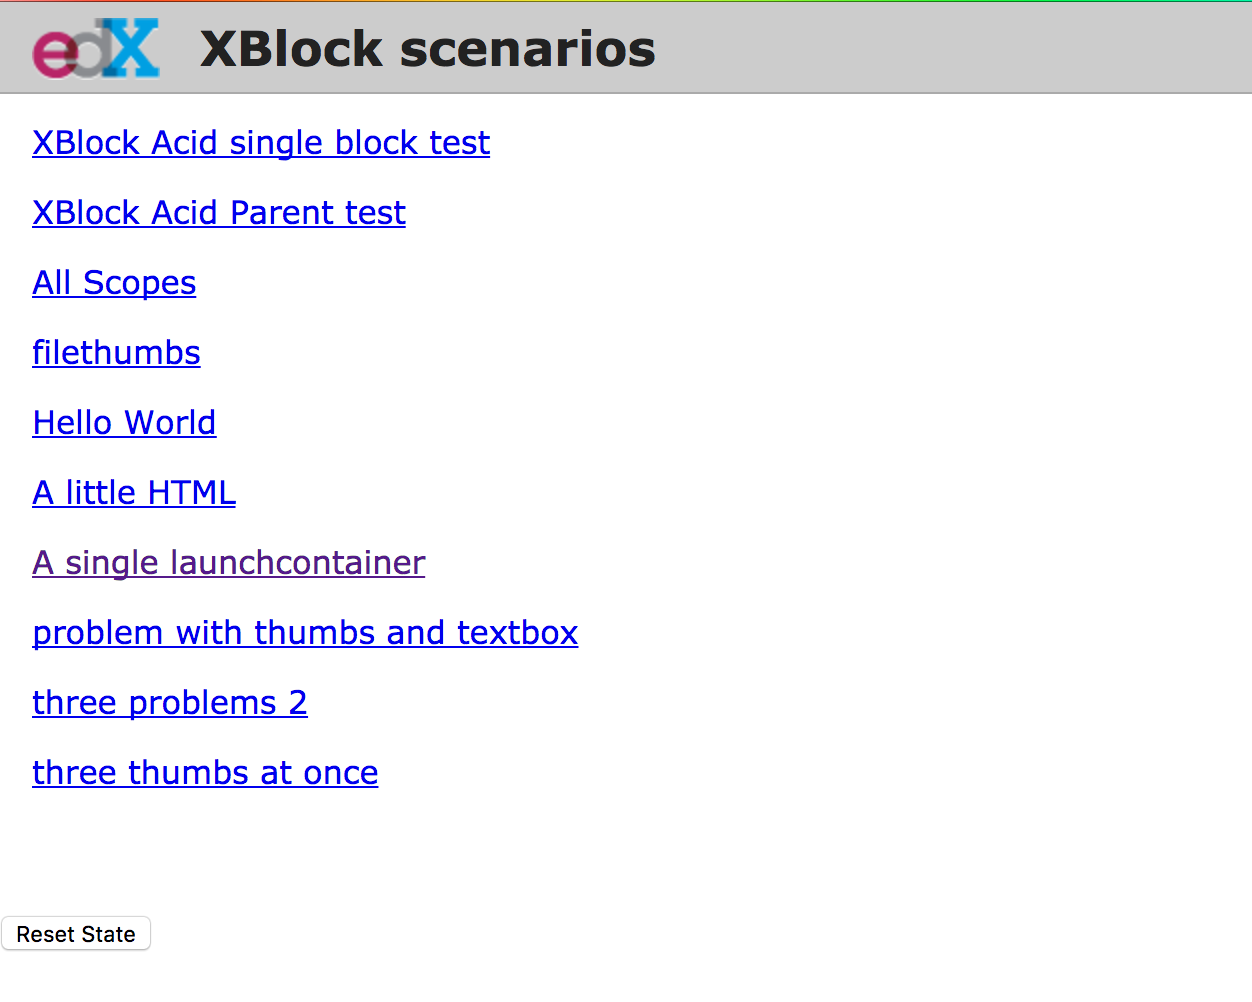 edX XBlock scenarios
XBlock Acid single block test
XBlock Acid Parent test
All Scopes
filethumbs
Hello World
A little HTML
A single launchcontainer
problem with thumbs and textbox
three problems 2
three thumbs at once
Reset State